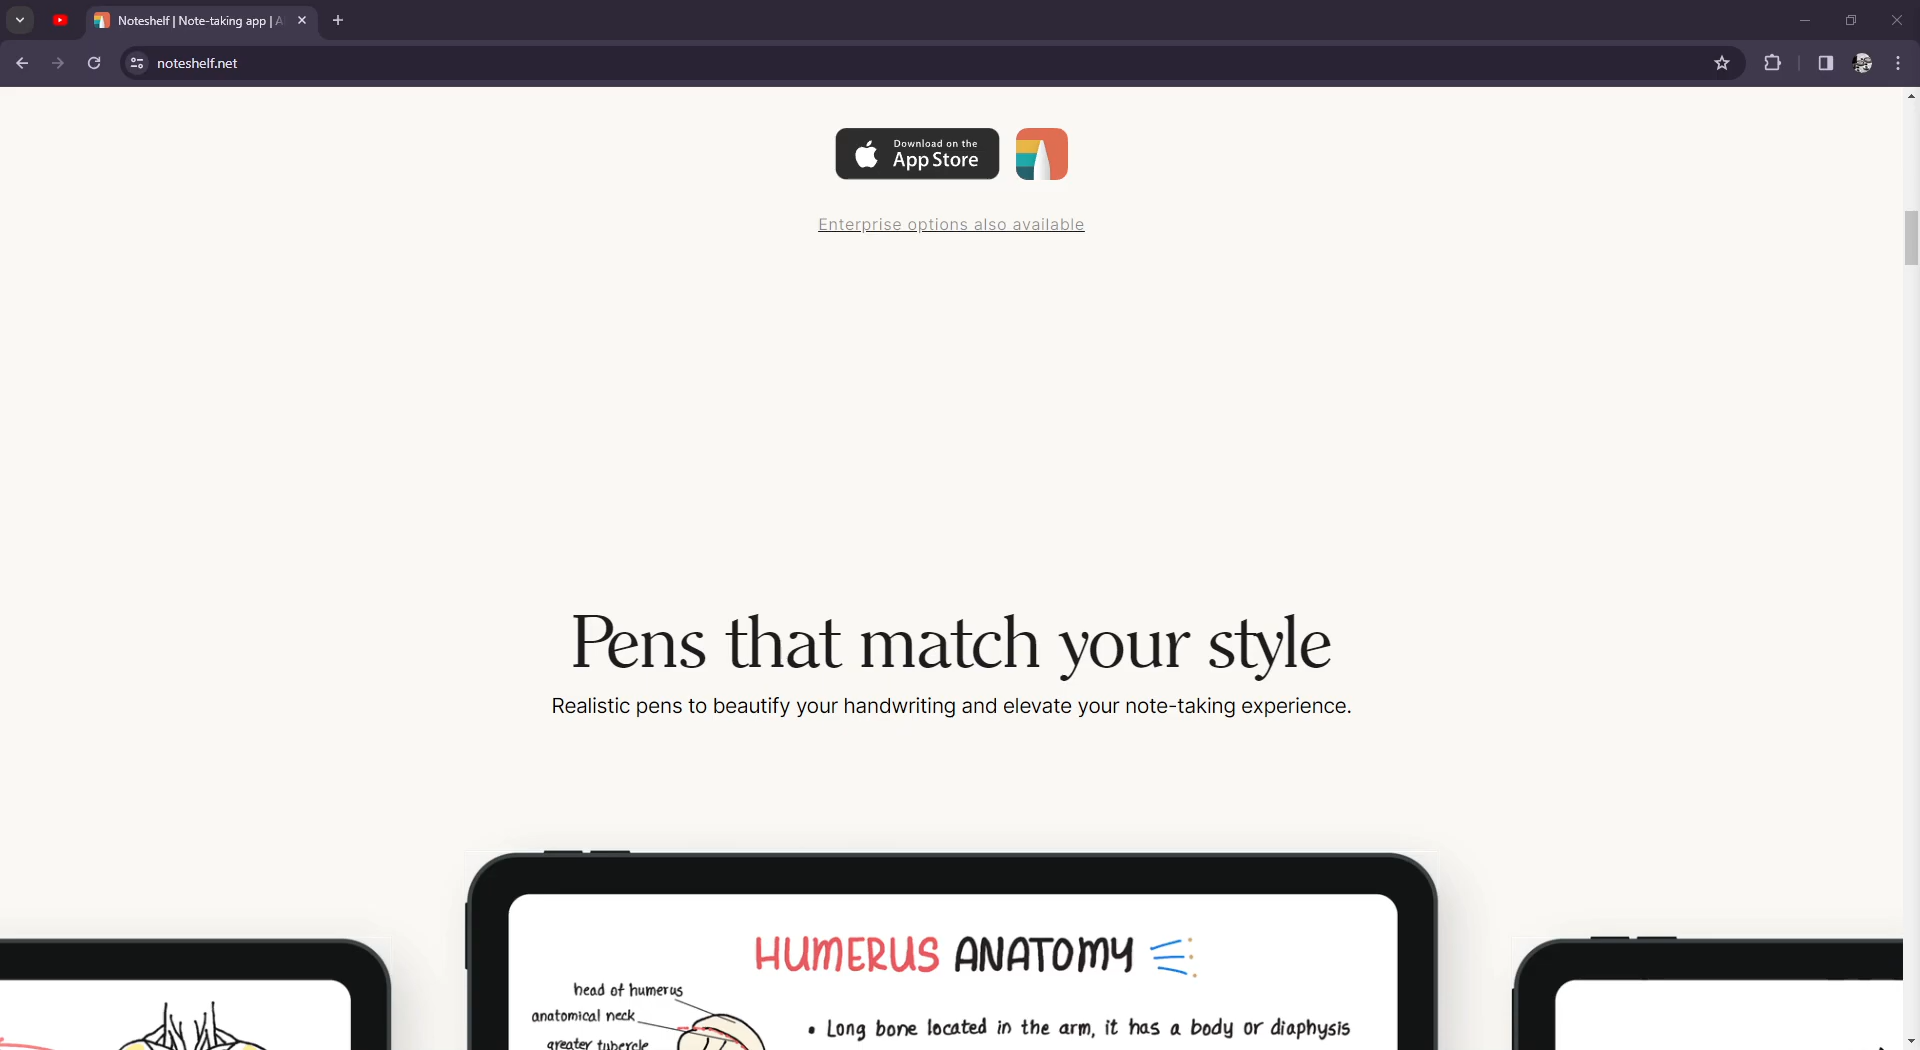 Noteshelf | Note-taking app | A
noteshelf.net
Download on the
App Store
Enterprise options also available
Pens that match your style
Realistic pens to beautify your handwriting and elevate your note-taking experience.
HUMERUS ANATOMY
head of humerus
anatomical neck
greater tubercle
• Long bone located in the arm, it has a body or diaphysis